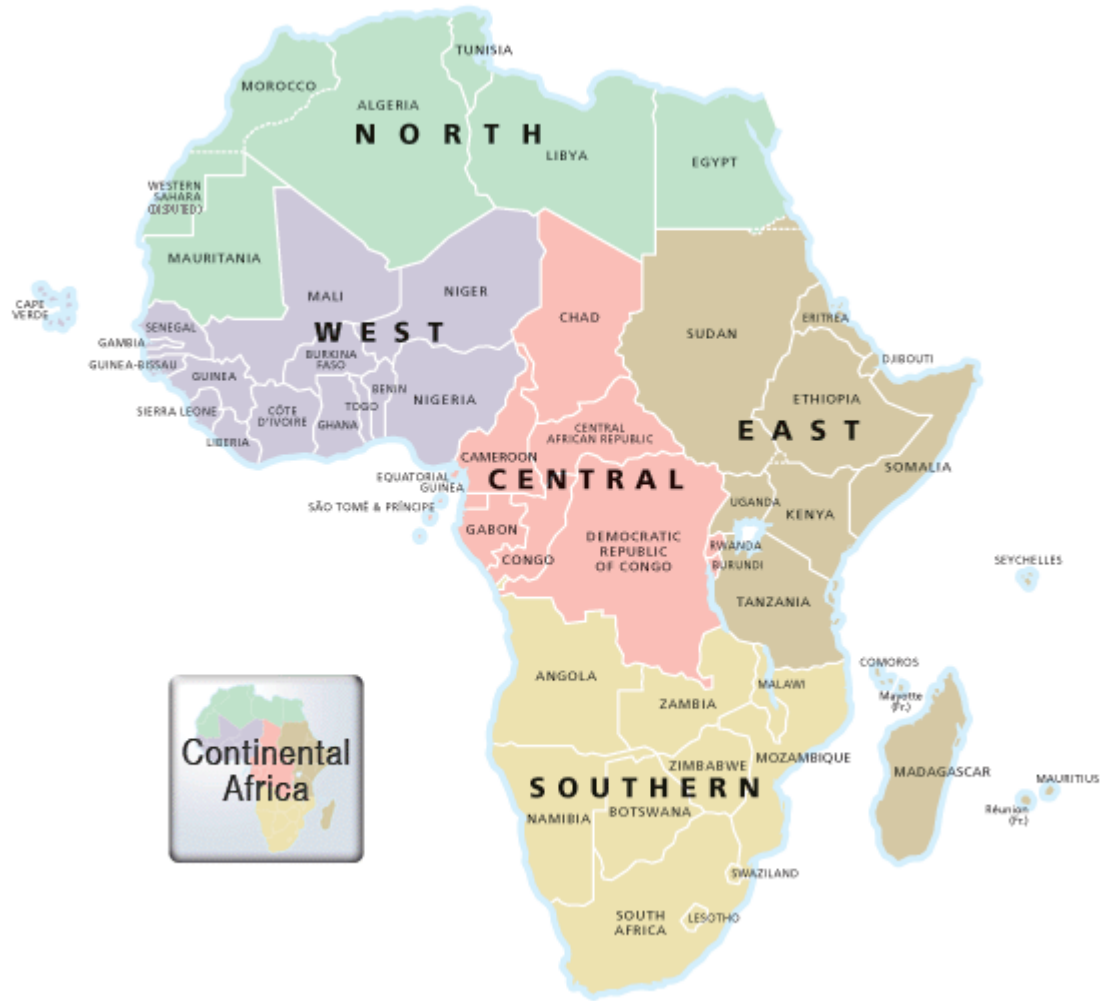 TUNISIA
MOROCCO
ALGERIA
NORTH
LIBYA
EGYPT
WESTERN
SAHARA
(DISPUTED)
MAURITANIA
CAPE
VERDE
MALI
NIGER
CHAD
SUDAN
ERITREA
SENEGAL
WEST
GAMBIA
BURKINA
FASO
DJIBOUTI
GUINEA-BISSAU
GUINEA
BENIN
NIGERIA
ETHIOPIA
SIERRA LEONE
CÔTE
D'IVOIRE
TOGO
GHANA
LIBERIA
CENTRAL
AFRICAN REPUBLIC
EAST
CAMEROON
SOMALIA
EQUATORIAL
GUINEA
CENTRAL
SÃO TOMÉ & PRÍNCIPE
UGANDA
KENYA
GABON
DEMOCRATIC
REPUBLIC
OF CONGO
CONGO
RWANDA
BURUNDI
SEYCHELLES
TANZANIA
COMOROS
Mayotte
(Fr.)
ANGOLA
MALAWI
ZAMBIA
Continental
Africa
MOZAMBIQUE
ZIMBABWE
MADAGASCAR
MAURITIUS
SOUTHERN
Réunion
(Fr.)
NAMIBIA
BOTSWANA
SWAZILAND
SOUTH
AFRICA
LESOTHO